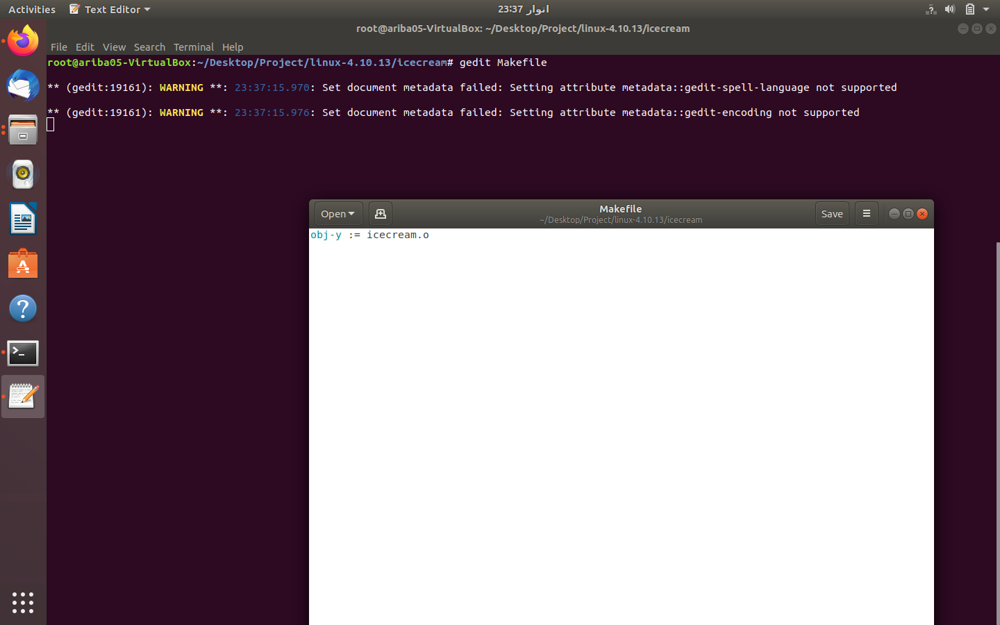 Activities Text Editor اتوار 23:37
root@ariba05-VirtualBox: ~/Desktop/Project/linux-4.10.13/icecream
File Edit View Search Terminal Help
root@ariba05-VirtualBox:~/Desktop/Project/linux-4.10.13/icecream# gedit Makefile
** (gedit:19161): WARNING **: 23:37:15.970: Set document metadata failed: Setting attribute metadata::gedit-spell-language not supported
** (gedit:19161): WARNING **: 23:37:15.976: Set document metadata failed: Setting attribute metadata::gedit-encoding not supported
Open Makefile Save
~/Desktop/Project/linux-4.10.13/icecream
obj-y := icecream.o